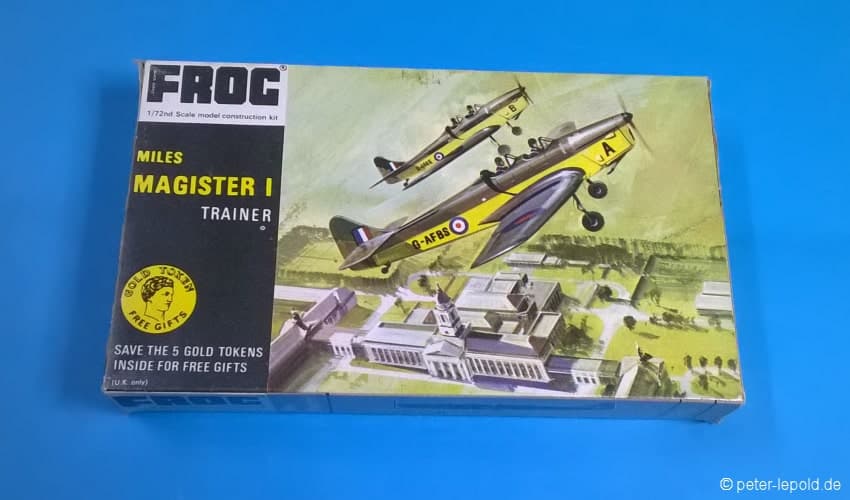 FROG®
1/72nd Scale model construction kit
MILES
MAGISTER I
TRAINER
GOLD TOKEN
FREE GIFTS
SAVE THE 5 GOLD TOKENS
INSIDE FOR FREE GIFTS
(U.K. only)
B
A
G-AFBS
FROG
© peter-lepold.de